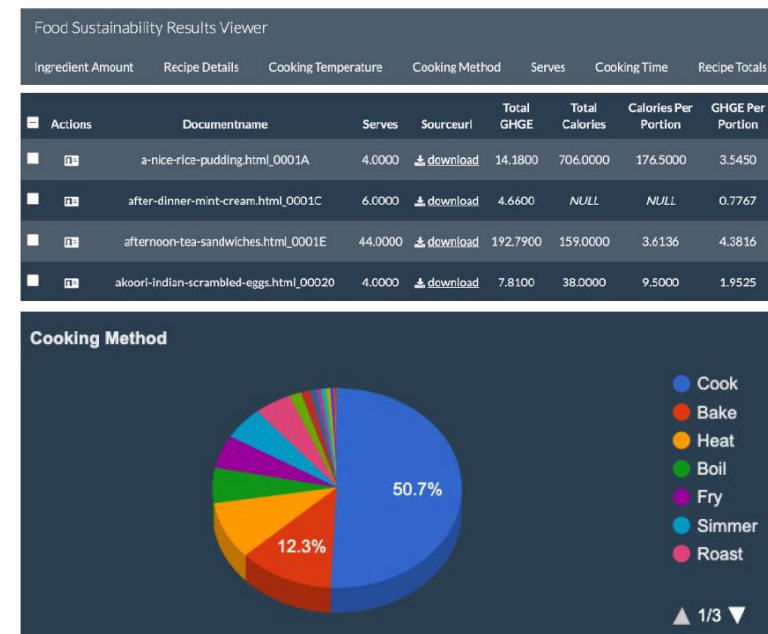 Food Sustainability Results Viewer
Ingredient Amount Recipe Details Cooking Temperature Cooking Method Serves Cooking Time Recipe Totals
Actions Documentname Serves Sourceurl Total GHGE Total Calories Calories Per Portion GHGE Per Portion
a-nice-rice-pudding.html_0001A 4.0000 download 14.1800 706.0000 176.5000 3.5450
after-dinner-mint-cream.html_0001C 6.0000 download 4.6600 NULL NULL 0.7767
afternoon-tea-sandwiches.html_0001E 44.0000 download 192.7900 159.0000 3.6136 4.3816
akoori-indian-scrambled-eggs.html_00020 4.0000 download 7.8100 38.0000 9.5000 1.9525
Cooking Method
50.7%
12.3%
Cook
Bake
Heat
Boil
Fry
Simmer
Roast
1/3